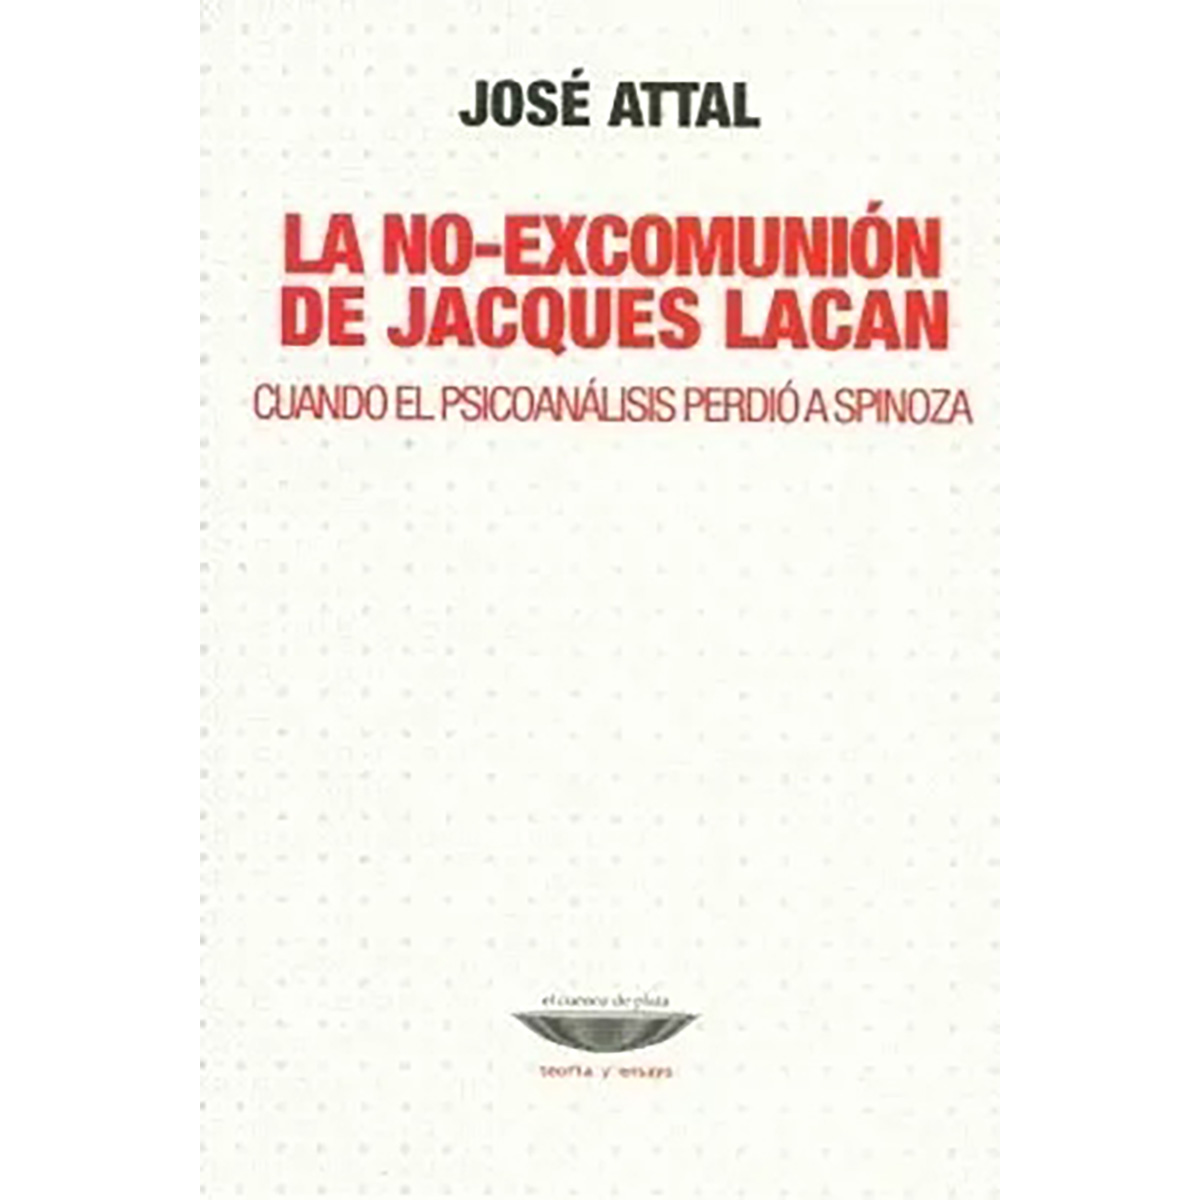 JOSÉ ATTAL
LA NO-EXCOMUNIÓN
DE JACQUES LACAN
CUANDO EL PSICOANÁLISIS PERDIÓ A SPINOZA
el cuenco de plata
teoría y ensayo